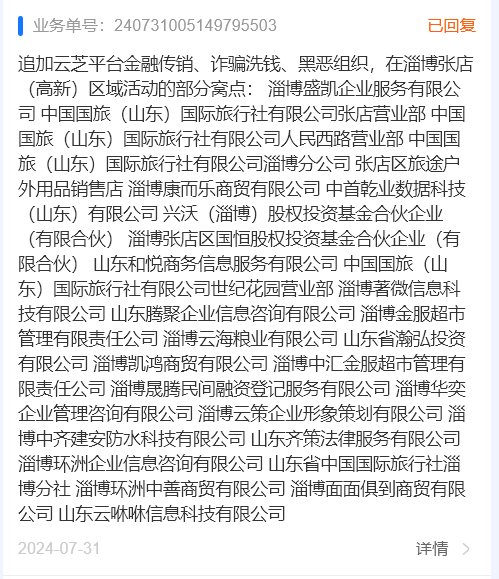 业务单号：240731005149795503
已回复
追加云芝平台金融传销、诈骗洗钱、黑恶组织，在淄博张店
（高新）区域活动的部分窝点： 淄博盛凯企业服务有限公
司 中国国旅（山东）国际旅行社有限公司张店营业部 中国
国旅（山东）国际旅行社有限公司人民西路营业部 中国国
旅（山东）国际旅行社有限公司淄博分公司 张店区旅途户
外用品销售店 淄博康而乐商贸有限公司 中首乾业数据科技
（山东）有限公司 兴沃（淄博）股权投资基金合伙企业
（有限合伙） 淄博张店区国恒股权投资基金合伙企业（有
限合伙） 山东和悦商务信息服务有限公司 中国国旅（山
东）国际旅行社有限公司世纪花园营业部 淄博著微信息科
技有限公司 山东腾聚企业信息咨询有限公司 淄博金服超市
管理有限责任公司 淄博云海粮业有限公司 山东省瀚弘投资
有限公司 淄博凯鸿商贸有限公司 淄博中汇金服超市管理有
限责任公司 淄博晟腾民间融资登记服务有限公司 淄博华奕
企业管理咨询有限公司 淄博云策企业形象策划有限公司 淄
博中齐建安防水科技有限公司 山东齐策法律服务有限公司
淄博环洲企业信息咨询有限公司 山东省中国国际旅行社淄
博分社 淄博环洲中善商贸有限公司 淄博面面俱到商贸有限
公司 山东云咻咻信息科技有限公司
2024-07-31
详情